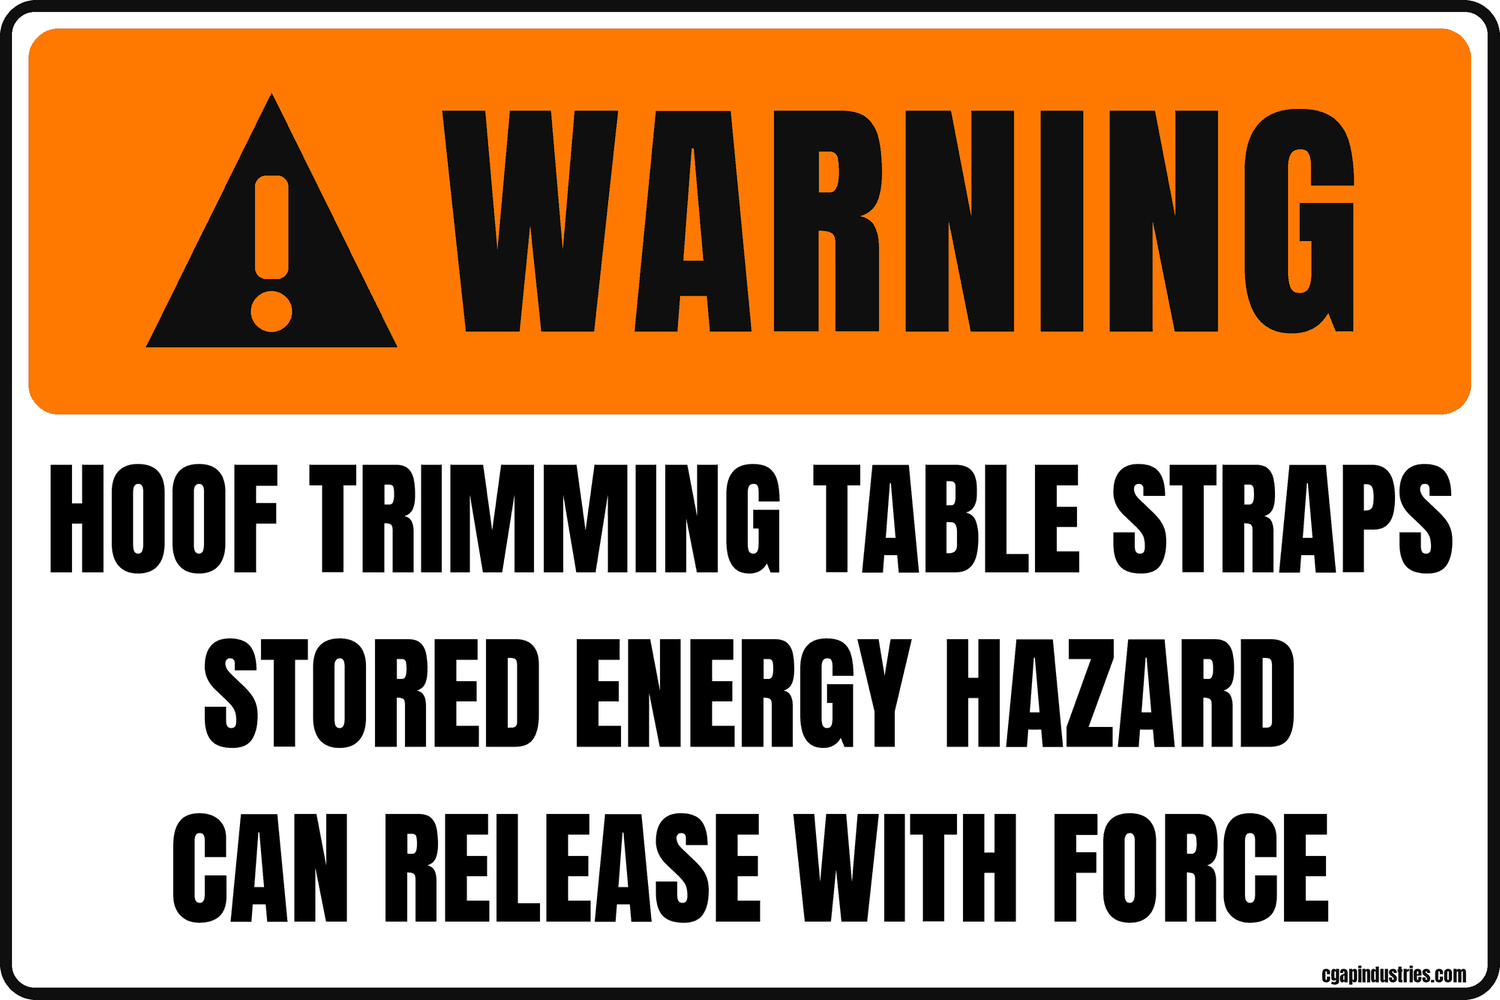 WARNING
HOOF TRIMMING TABLE STRAPS
STORED ENERGY HAZARD
CAN RELEASE WITH FORCE
cgapindustries.com